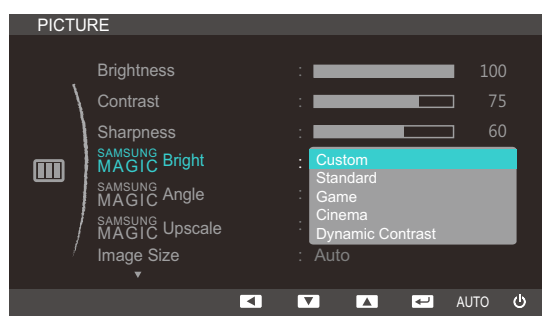 PICTURE
Brightness : 100
Contrast : 75
Sharpness : 60
SAMSUNG MAGIC Bright : Custom
Standard
SAMSUNG MAGIC Angle : Game
Cinema
SAMSUNG MAGIC Upscale : Dynamic Contrast
Image Size : Auto
AUTO